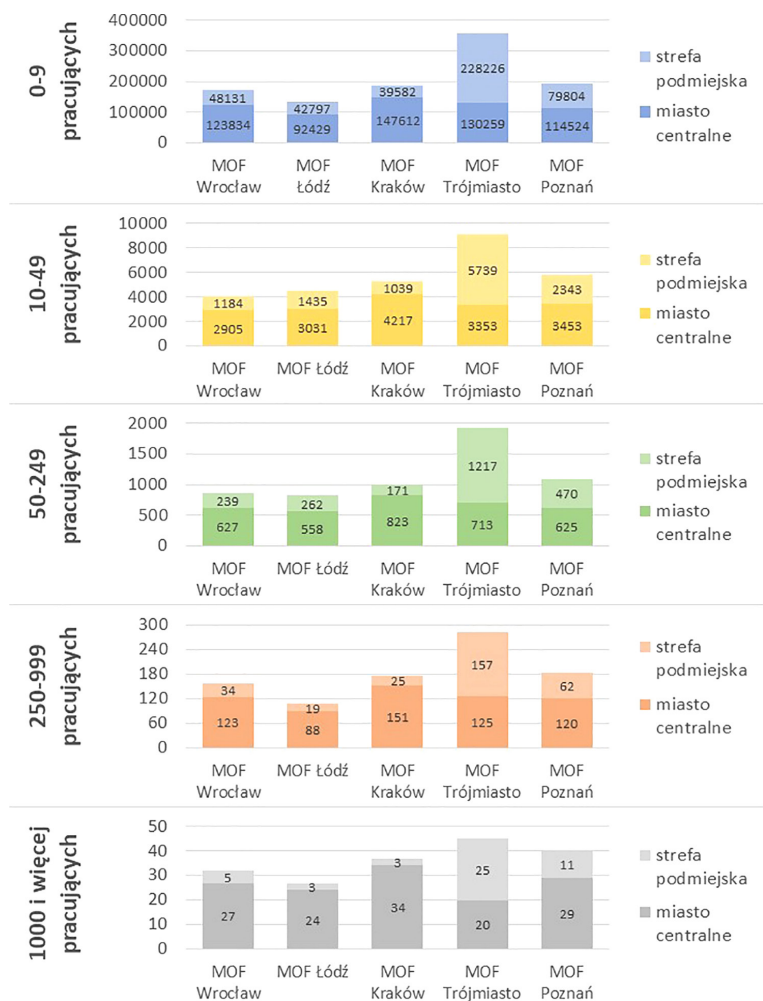 0-9
pracujących
400000
300000
200000
100000
0
48131
42797
39582
228226
79804
123834
92429
147612
130259
114524
MOF
Wrocław
MOF
Łódź
MOF
Kraków
MOF
Trójmiasto
MOF
Poznań
strefa
podmiejska
miasto
centralne
10-49
pracujących
10000
8000
6000
4000
2000
0
1184
1435
1039
5739
2343
2905
3031
4217
3353
3453
MOF
Wrocław
MOF Łódź
MOF
Kraków
MOF
Trójmiasto
MOF
Poznań
strefa
podmiejska
miasto
centralne
50-249
pracujących
2000
1500
1000
500
0
239
262
171
1217
470
627
558
823
713
625
MOF
Wrocław
MOF Łódź
MOF
Kraków
MOF
Trójmiasto
MOF
Poznań
strefa
podmiejska
miasto
centralne
250-999
pracujących
300
240
180
120
60
0
34
19
25
157
62
123
88
151
125
120
MOF
Wrocław
MOF Łódź
MOF
Kraków
MOF
Trójmiasto
MOF
Poznań
strefa
podmiejska
miasto
centralne
1000 i więcej
pracujących
50
40
30
20
10
0
5
3
3
25
11
27
24
34
20
29
MOF
Wrocław
MOF Łódź
MOF
Kraków
MOF
Trójmiasto
MOF
Poznań
strefa
podmiejska
miasto
centralne